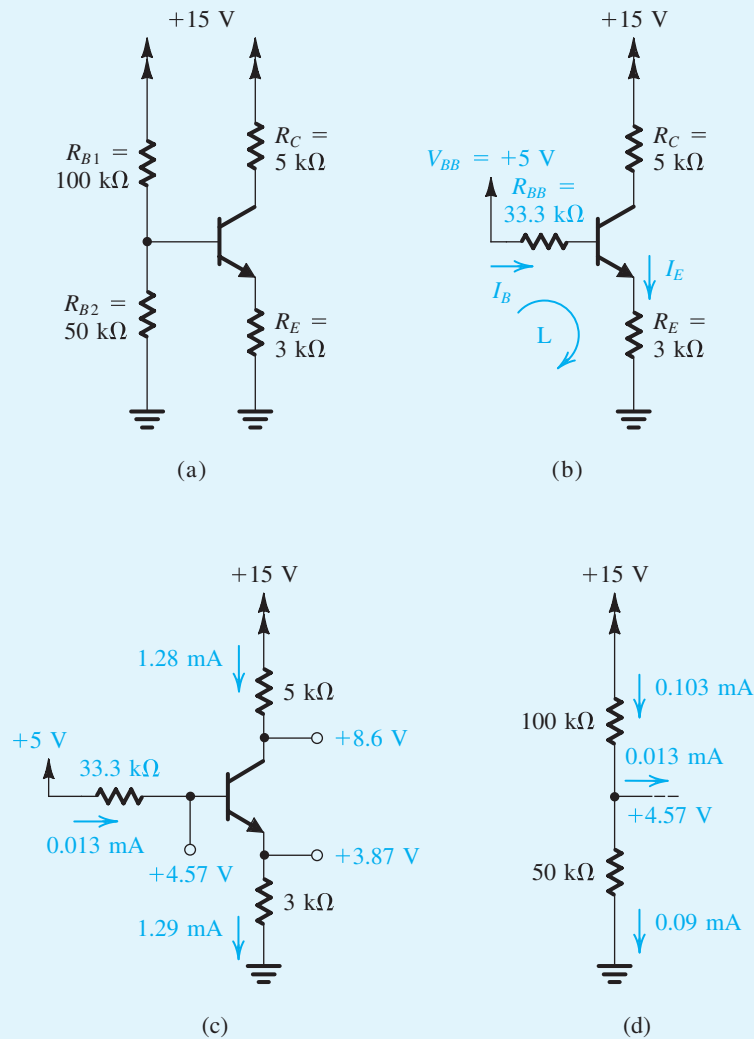 +15 V
R_B1 =
100 kΩ
R_C =
5 kΩ
R_B2 =
50 kΩ
R_E =
3 kΩ
(a)
+15 V
R_C =
5 kΩ
V_BB = +5 V
R_BB =
33.3 kΩ
I_B
I_E
L
R_E =
3 kΩ
(b)
+15 V
1.28 mA
5 kΩ
+8.6 V
+5 V
33.3 kΩ
0.013 mA
+4.57 V
+3.87 V
3 kΩ
1.29 mA
(c)
+15 V
0.103 mA
100 kΩ
0.013 mA
+4.57 V
50 kΩ
0.09 mA
(d)